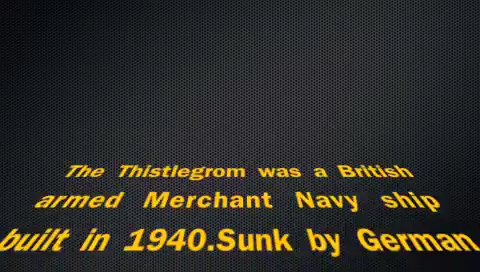 The Thistlegrom was a British
armed Merchant Navy ship
built in 1940.Sunk by German